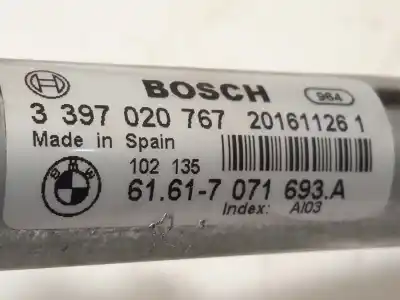 BOSCH 964
3 397 020 767 20161126 1
Made in Spain
102 135
BMW 61.61-7 071 693.A
Index: AI03